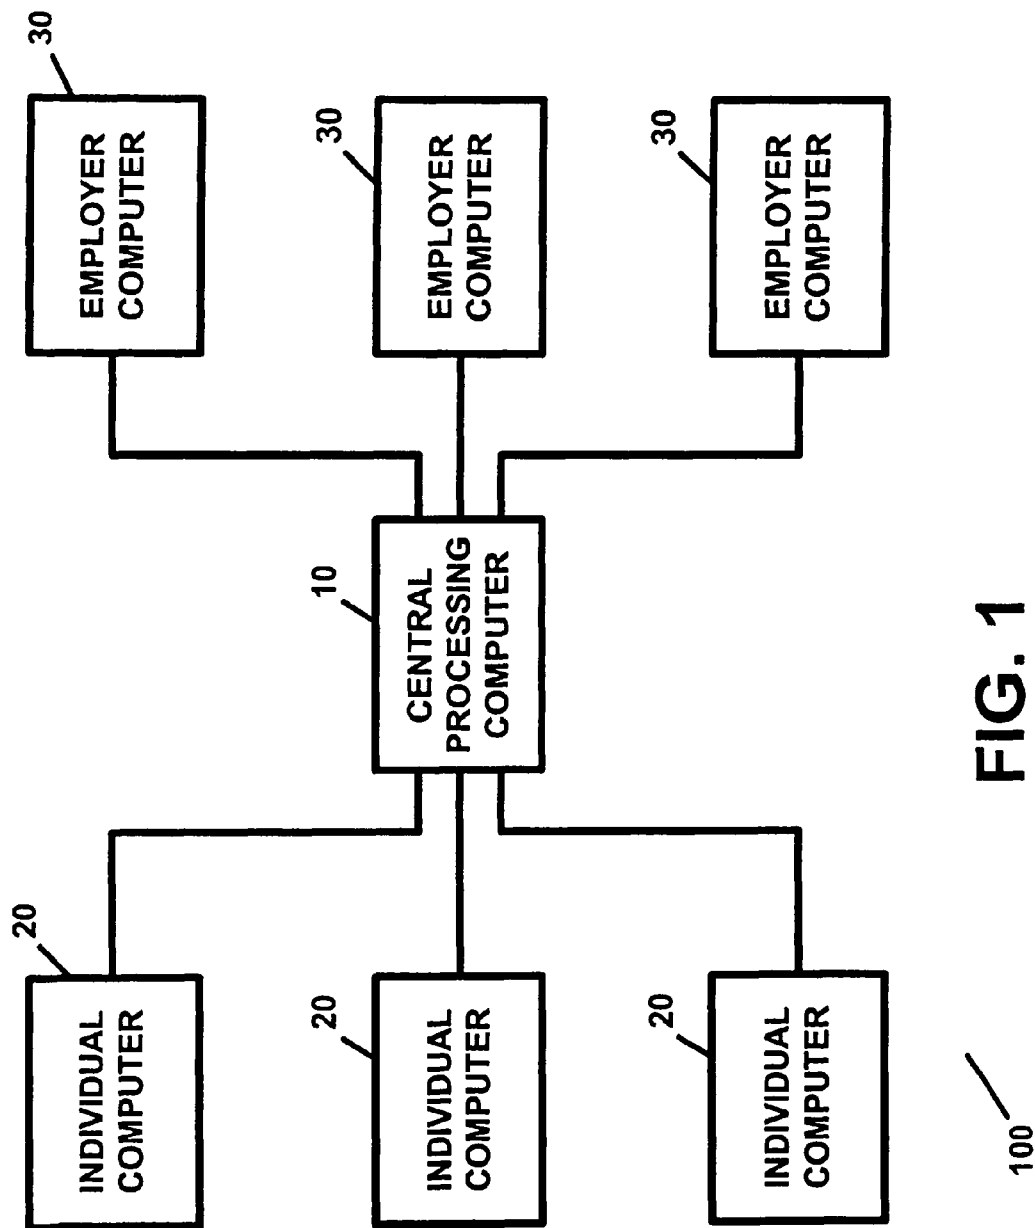 20
INDIVIDUAL
COMPUTER
20
INDIVIDUAL
COMPUTER
20
INDIVIDUAL
COMPUTER
10
CENTRAL
PROCESSING
COMPUTER
30
EMPLOYER
COMPUTER
30
EMPLOYER
COMPUTER
30
EMPLOYER
COMPUTER
100
FIG. 1